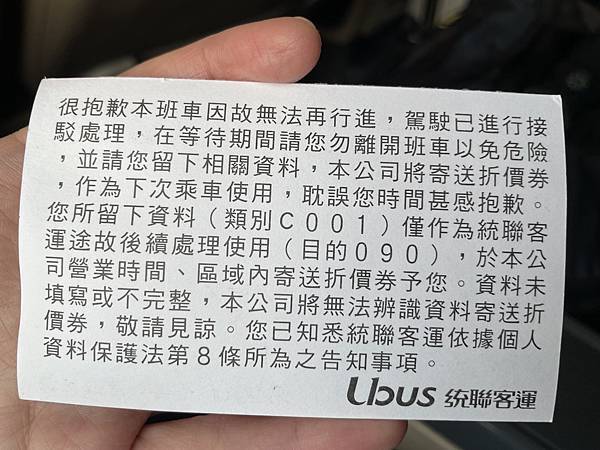 很抱歉本班車因故無法再行進，駕駛已進行接
駁處理，在等待期間請您勿離開班車以免危險
，並請您留下相關資料，本公司將寄送折價券
，作為下次乘車使用，耽誤您時間甚感抱歉。
您所留下資料（類別C001）僅作為統聯客
運途故後續處理使用（目的090），於本公
司營業時間、區域內寄送折價券予您。資料未
填寫或不完整，本公司將無法辨識資料寄送折
價券，敬請見諒。您已知悉統聯客運依據個人
資料保護法第8條所為之告知事項。
Ubus 統聯客運